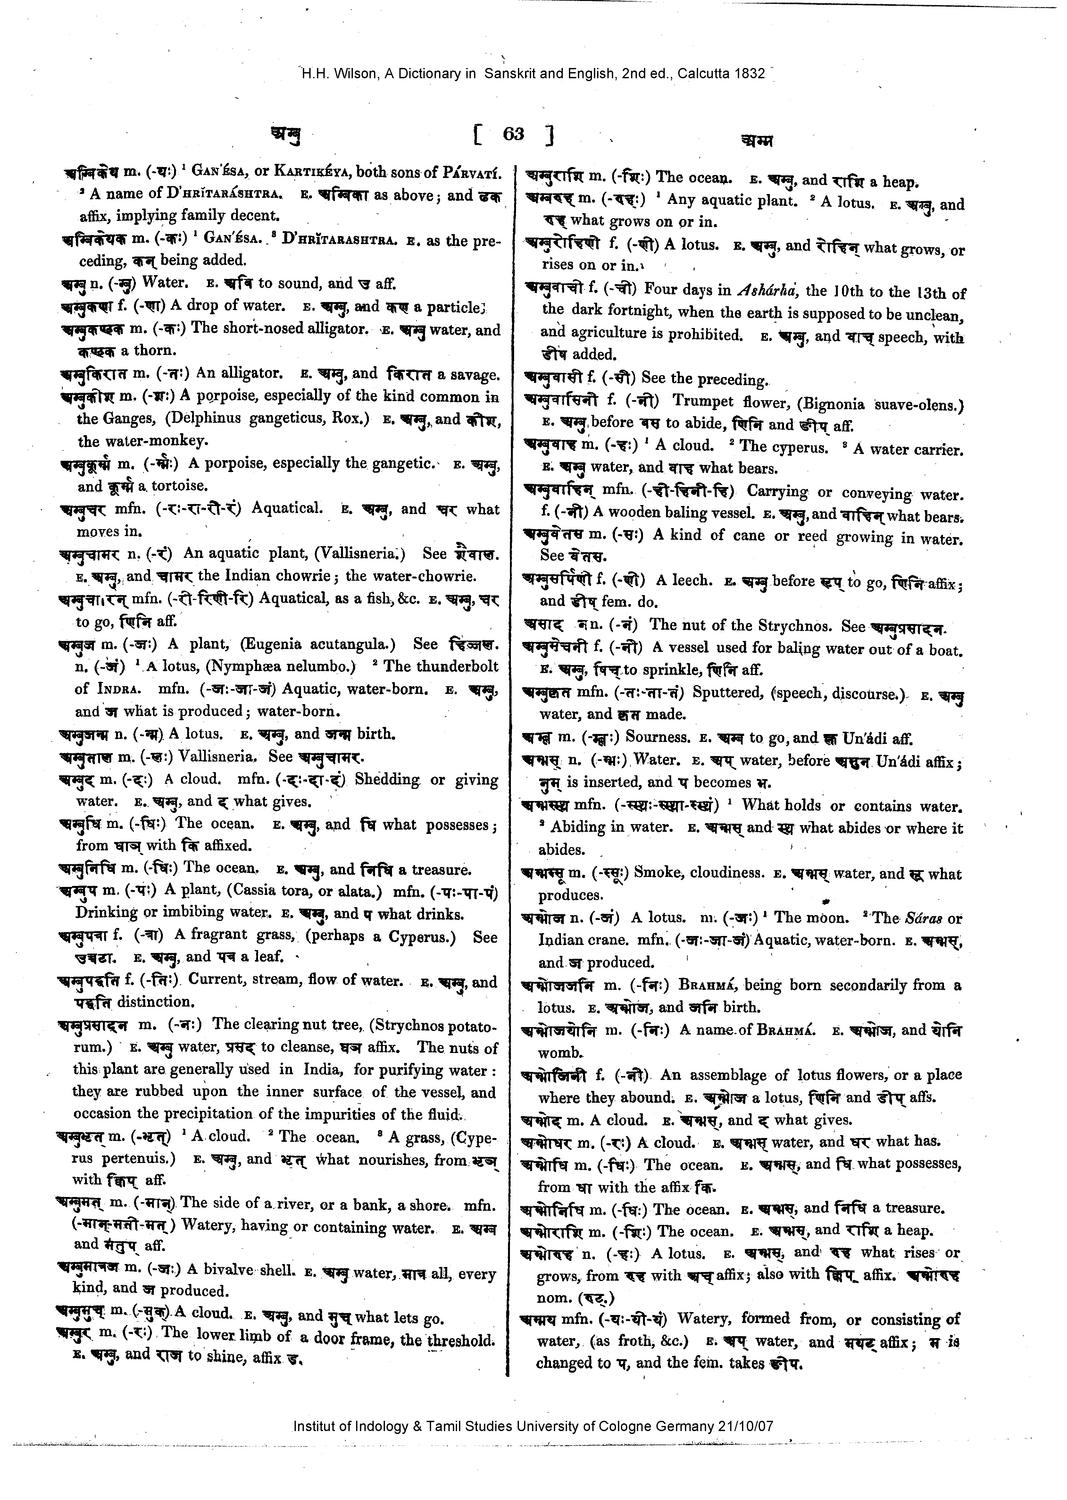 H.H. Wilson, A Dictionary in Sanskrit and English, 2nd ed., Calcutta 1832
अम्बु
[ 63 ]
अम्म
अम्बिकेय m. (-यः) ¹ GAN'ÉSA, or KARTIKÉYA, both sons of PÁRVATÍ.
² A name of D'HRĬTARÁSHTRA. E. अम्बिका as above; and ढक
affix, implying family decent.
अम्बिकेयक m. (-कः) ¹ GAN'ÉSA. ² D'HRĬTARASHTRA. E. as the pre-
ceding, कन् being added.
अम्बु n. (-म्बु) Water. E. अबि to sound, and उ aff.
अम्बुकणा f. (-णा) A drop of water. E. अम्बु, and कण a particle;
अम्बुकण्टक m. (-कः) The short-nosed alligator. E. अम्बु water, and
कण्टक a thorn.
अम्बुकिरात m. (-तः) An alligator. E. अम्बु, and किरात a savage.
अम्बुकीश m. (-शः) A porpoise, especially of the kind common in
the Ganges, (Delphinus gangeticus, Rox.) E. अम्बु, and कीश,
the water-monkey.
अम्बुकूर्म्म m. (-र्म्मः) A porpoise, especially the gangetic. E. अम्बु,
and कूर्म्म a tortoise.
अम्बुचर mfn. (-रः-रा-री-रं) Aquatical. E. अम्बु, and चर what
moves in.
अम्बुचामर n. (-रं) An aquatic plant, (Vallisneria.) See शैवाल.
E. अम्बु, and चामर the Indian chowrie; the water-chowrie.
अम्बुचारिन् mfn. (-री-रिणी-रि) Aquatical, as a fish, &c. E. अम्बु, चर
to go, णिनि aff.
अम्बुज m. (-जः) A plant, (Eugenia acutangula.) See हिज्जल.
n. (-जं) ¹ A lotus, (Nymphæa nelumbo.) ² The thunderbolt
of INDRA. mfn. (-जः-जा-जं) Aquatic, water-born. E. अम्बु,
and ज what is produced; water-born.
अम्बुजन्म n. (-न्म) A lotus. E. अम्बु, and जन्म birth.
अम्बुताल m. (-लः) Vallisneria. See अम्बुचामर.
अम्बुद m. (-दः) A cloud. mfn. (-दः-दा-दं) Shedding or giving
water. E. अम्बु, and द what gives.
अम्बुधि m. (-धिः) The ocean. E. अम्बु, and धि what possesses;
from धाञ with कि affixed.
अम्बुनिधि m. (-धिः) The ocean. E. अम्बु, and निधि a treasure.
अम्बुप m. (-पः) A plant, (Cassia tora, or alata.) mfn. (-पः-पा-पं)
Drinking or imbibing water. E. अम्बु, and प what drinks.
अम्बुपत्रा f. (-त्रा) A fragrant grass, (perhaps a Cyperus.) See
उच्चटा. E. अम्बु, and पत्र a leaf.
अम्बुपद्धति f. (-तिः) Current, stream, flow of water. E. अम्बु, and
पद्धति distinction.
अम्बुप्रसादन m. (-नः) The clearing nut tree, (Strychnos potato-
rum.) E. अम्बु water, प्रसद् to cleanse, घञ affix. The nuts of
this plant are generally used in India, for purifying water:
they are rubbed upon the inner surface of the vessel, and
occasion the precipitation of the impurities of the fluid.
अम्बुभृत् m. (-भृत्) ¹ A cloud. ² The ocean. ³ A grass, (Cype-
rus pertenuis.) E. अम्बु, and भृत् what nourishes, from भृञ्
with क्विप् aff.
अम्बुमत् m. (-मान्) The side of a river, or a bank, a shore. mfn.
(-मान्-मती-मत्) Watery, having or containing water. E. अम्बु
and मतुप् aff.
अम्बुमात्रज m. (-जः) A bivalve shell. E. अम्बु water, मात्र all, every
kind, and ज produced.
अम्बुमुच् m. (-मुक्) A cloud. E. अम्बु, and मुच् what lets go.
अम्बुर m. (-रः) The lower limb of a door frame, the threshold.
E. अम्बु, and राज to shine, affix ड.
अम्बुराशि m. (-शिः) The ocean. E. अम्बु, and राशि a heap.
अम्बुरुह m. (-रुहः) ¹ Any aquatic plant. ² A lotus. E. अम्बु, and
रुह what grows on or in.
अम्बुरोहिणी f. (-णी) A lotus. E. अम्बु, and रोहिन् what grows, or
rises on or in.
अम्बुवाची f. (-ची) Four days in Ashárha, the 10th to the 13th of
the dark fortnight, when the earth is supposed to be unclean,
and agriculture is prohibited. E. अम्बु, and वाच् speech, with
ङीष added.
अम्बुवासी f. (-सी) See the preceding.
अम्बुवासिनी f. (-नी) Trumpet flower, (Bignonia suave-olens.)
E. अम्बु before वस to abide, णिनि and ङीप् aff.
अम्बुवाह m. (-हः) ¹ A cloud. ² The cyperus. ³ A water carrier.
E. अम्बु water, and वाह what bears.
अम्बुवाहिन् mfn. (-ही-हिनी-हि) Carrying or conveying water.
f. (-नी) A wooden baling vessel. E. अम्बु, and वाहिन् what bears.
अम्बुवेतस m. (-सः) A kind of cane or reed growing in water.
See वेतस.
अम्बुसर्पिणी f. (-णी) A leech. E. अम्बु before सृप् to go, णिनि affix;
and ङीष् fem. do.
असाद नn. (-नं) The nut of the Strychnos. See अम्बुप्रसादन.
अम्बुसेचनी f. (-नी) A vessel used for baling water out of a boat.
E. अम्बु, षिच् to sprinkle, णिनि aff.
अम्बुकृत mfn. (-तः-ता-तं) Sputtered, (speech, discourse.) E. अम्बु
water, and कृत made.
अम्ब्ल m. (-म्ब्लः) Sourness. E. अम्ब to go, and क्ल Un'ádi aff.
अम्भस् n. (-म्भः) Water. E. अप् water, before असुन Un'ádi affix;
नुम् is inserted, and प becomes भ.
अम्भस्स्थ mfn. (-स्स्थः-स्स्था-स्स्थं) ¹ What holds or contains water.
² Abiding in water. E. अम्भस् and स्थ what abides or where it
abides.
अम्भस्सू m. (-स्सूः) Smoke, cloudiness. E. अम्भस् water, and सू what
produces.
अम्भोज n. (-जं) A lotus. m. (-जः) ¹ The moon. ² The Sáras or
Indian crane. mfn. (-जः-जा-जं) Aquatic, water-born. E. अम्भस्,
and ज produced.
अम्भोजजनि m. (-निः) BRAHMÁ, being born secondarily from a
lotus. E. अम्भोज, and जनि birth.
अम्भोजयोनि m. (-निः) A name of BRAHMÁ. E. अम्भोज, and योनि
womb.
अम्भोजिनी f. (-नी) An assemblage of lotus flowers, or a place
where they abound. E. अम्भोज a lotus, णिनि and ङीप् affs.
अम्भोद m. A cloud. E. अम्भस्, and द what gives.
अम्भोधर m. (-रः) A cloud. E. अम्भस् water, and धर what has.
अम्भोधि m. (-धिः) The ocean. E. अम्भस्, and धि what possesses,
from धा with the affix कि.
अम्भोनिधि m. (-धिः) The ocean. E. अम्भस्, and निधि a treasure.
अम्भोराशि m. (-शिः) The ocean. E. अम्भस्, and राशि a heap.
अम्भोरुह n. (-हः) A lotus. E. अम्भस्, and रुह what rises or
grows, from रुह with अच् affix; also with क्विप् affix. अम्भोरुह
nom. (रुट्.)
अम्मय mfn. (-यः-यी-यं) Watery, formed from, or consisting of
water, (as froth, &c.) E. अप् water, and मयट् affix; म is
changed to प, and the fem. takes ङीप.
Institut of Indology & Tamil Studies University of Cologne Germany 21/10/07